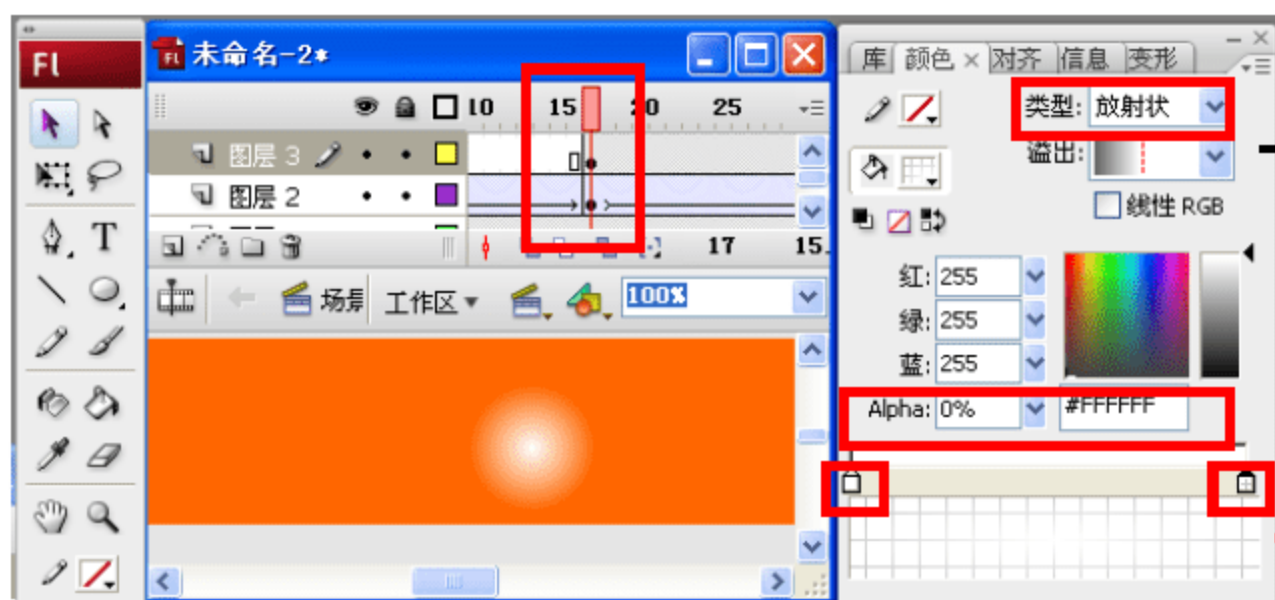 Fl
T
未命名-2*
10 15 20 25
图层 3
图层 2
17 15.
场景 工作区 100%
库 颜色 × 对齐 信息 变形
类型: 放射状
溢出:
线性 RGB
红: 255
绿: 255
蓝: 255
Alpha: 0% #FFFFFF